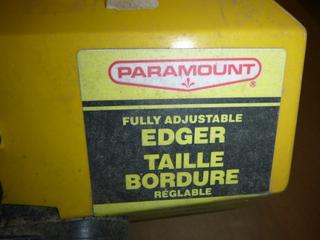 PARAMOUNT
®
FULLY ADJUSTABLE
EDGER
TAILLE
BORDURE
RÉGLABLE